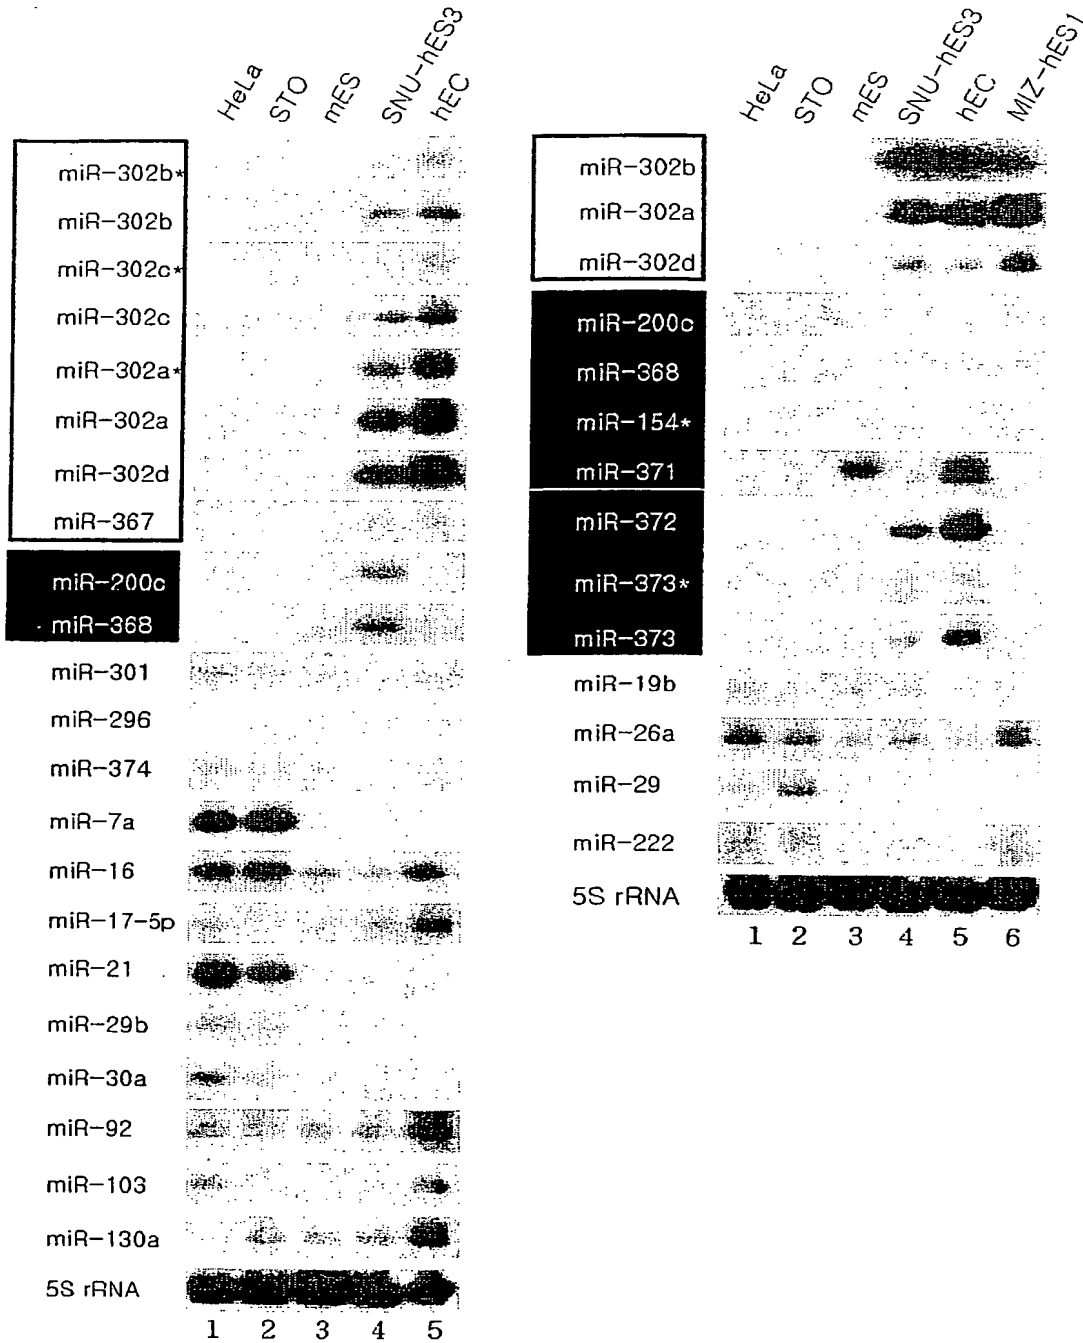 HeLa STO mES SNU-hES3 hEC
miR-302b*
miR-302b
miR-302c*
miR-302c
miR-302a*
miR-302a
miR-302d
miR-367
miR-200c
miR-368
miR-301
miR-296
miR-374
miR-7a
miR-16
miR-17-5p
miR-21
miR-29b
miR-30a
miR-92
miR-103
miR-130a
5S rRNA
1 2 3 4 5
HeLa STO mES SNU-hES3 hEC MIZ-hES1
miR-302b
miR-302a
miR-302d
miR-200c
miR-368
miR-154*
miR-371
miR-372
miR-373*
miR-373
miR-19b
miR-26a
miR-29
miR-222
5S rRNA
1 2 3 4 5 6